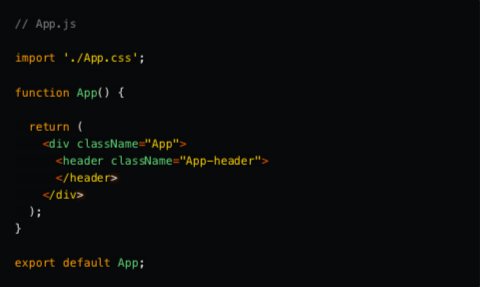 // App.js
import './App.css';
function App() {
return (
<div className="App">
<header className="App-header">
</header>
</div>
);
}
export default App;